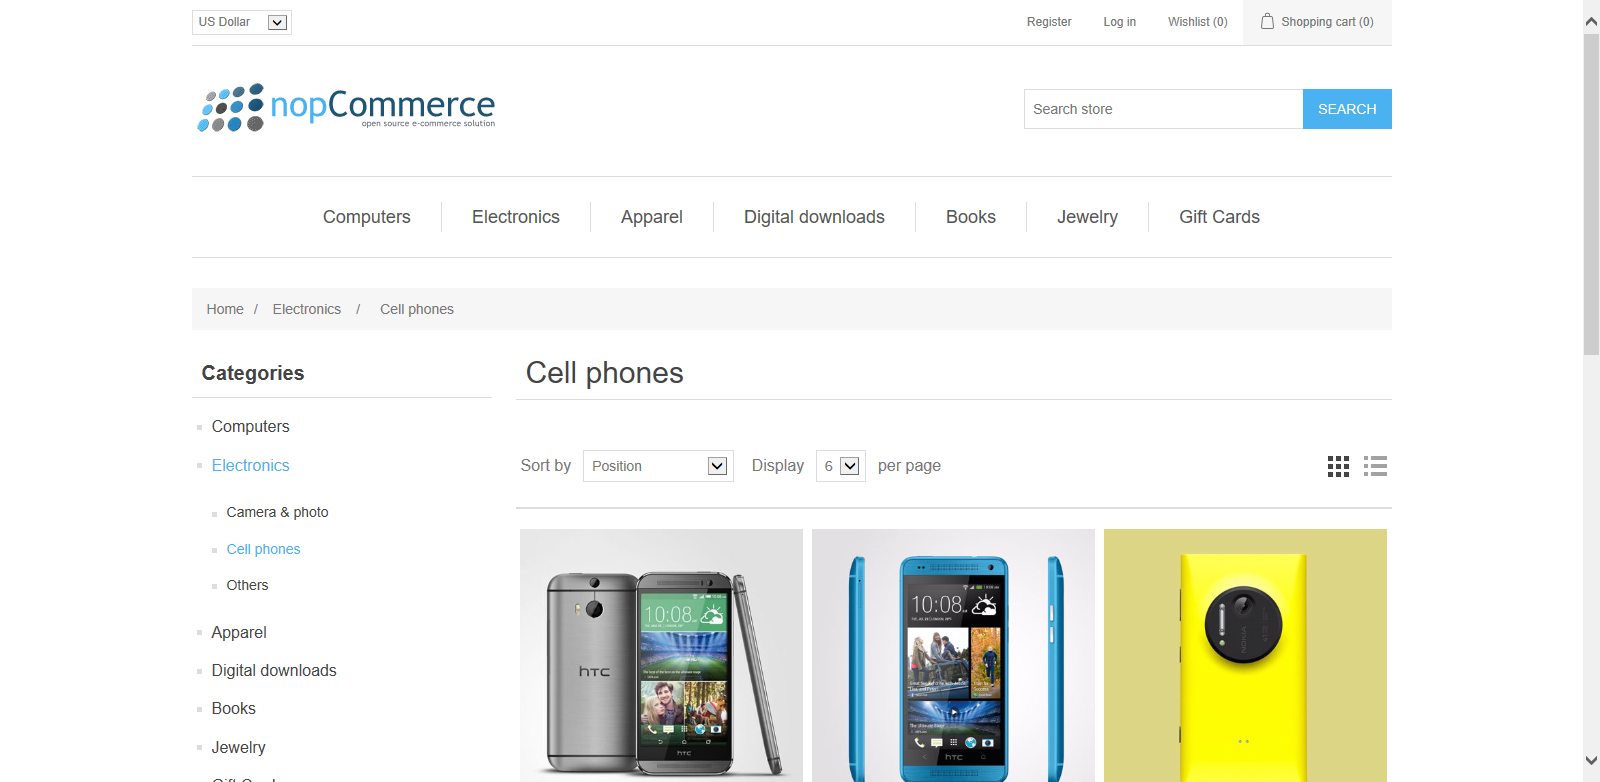 US Dollar
Register
Log in
Wishlist (0)
Shopping cart (0)
nopCommerce
open source e-commerce solution
Search store
SEARCH
Computers
Electronics
Apparel
Digital downloads
Books
Jewelry
Gift Cards
Home / Electronics / Cell phones
Categories
Computers
Electronics
Camera & photo
Cell phones
Others
Apparel
Digital downloads
Books
Jewelry
Cell phones
Sort by Position Display 6 per page
10:08
hTC
hTC
10:08
hTC
NOKIA